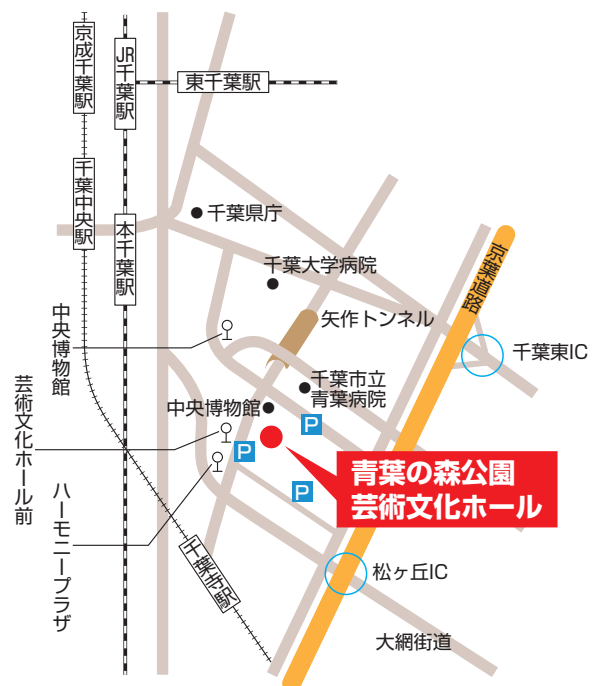 京成千葉駅
JR千葉駅
東千葉駅
千葉中央駅
本千葉駅
千葉県庁
千葉大学病院
京葉道路
矢作トンネル
千葉東IC
中央博物館
千葉市立
青葉病院
中央博物館
芸術文化ホール前
P
P
P
青葉の森公園
芸術文化ホール
ハーモニープラザ
千葉寺駅
松ヶ丘IC
大網街道